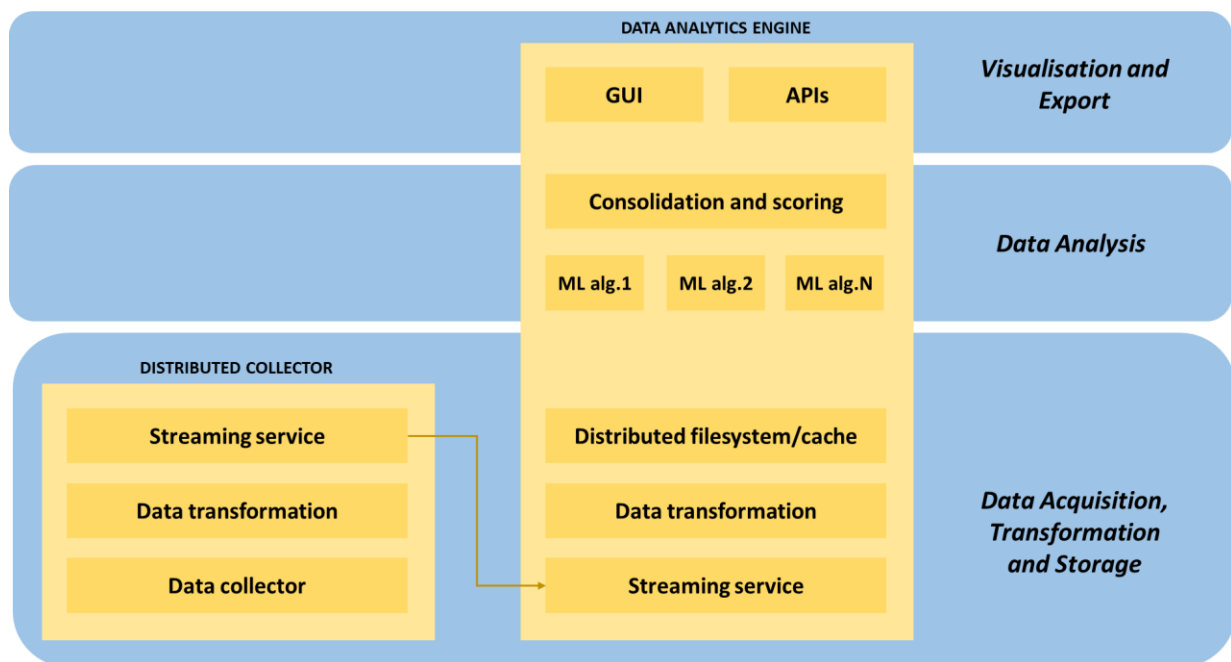 DATA ANALYTICS ENGINE
GUI
APIs
Visualisation and
Export
Consolidation and scoring
ML alg.1
ML alg.2
ML alg.N
Data Analysis
DISTRIBUTED COLLECTOR
Streaming service
Data transformation
Data collector
Distributed filesystem/cache
Data transformation
Streaming service
Data Acquisition,
Transformation
and Storage